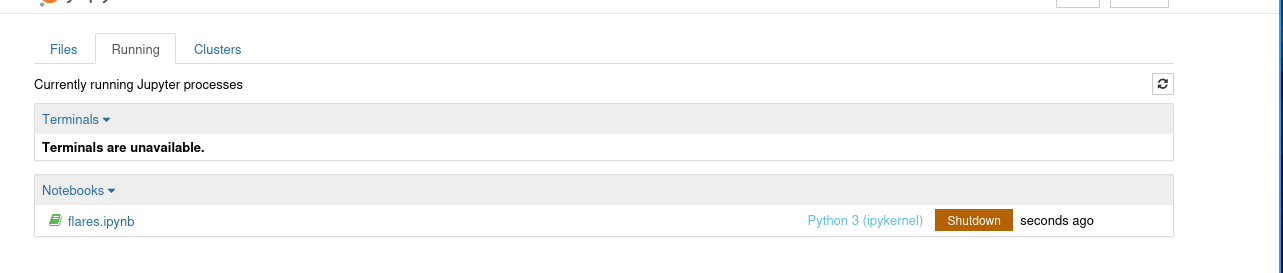 Files Running Clusters
Currently running Jupyter processes
Terminals
Terminals are unavailable.
Notebooks
flares.ipynb Python 3 (ipykernel) Shutdown seconds ago